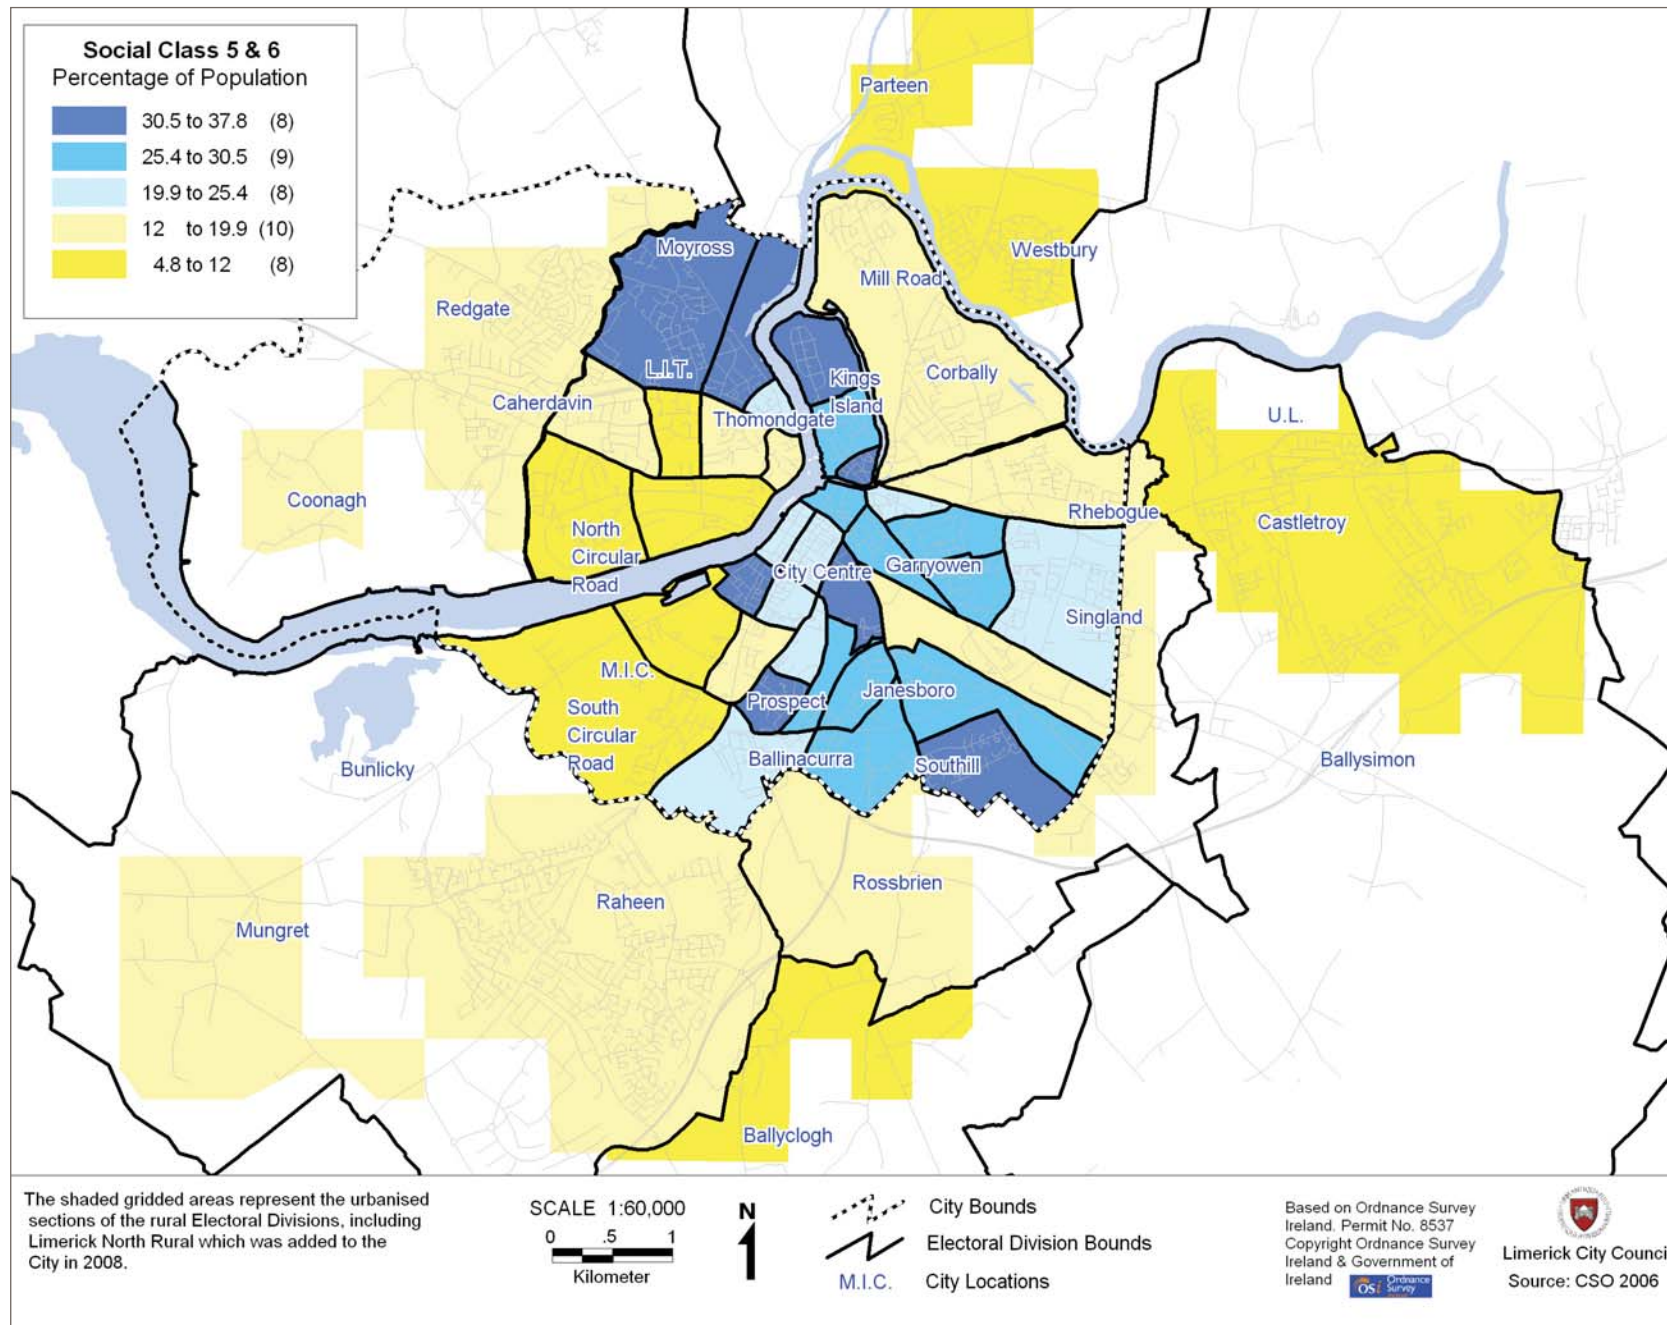 Social Class 5 & 6
Percentage of Population
30.5 to 37.8 (8)
25.4 to 30.5 (9)
19.9 to 25.4 (8)
12 to 19.9 (10)
4.8 to 12 (8)
Parteen
Westbury
Moyross
Mill Road
Redgate
L.I.T.
Kings
Island
Corbally
Caherdavin
Thomondgate
U.L.
Coonagh
North
Circular
Road
Rhebogue
Castletroy
City Centre
Garryowen
Singland
M.I.C.
Prospect
Janesboro
South
Circular
Road
Bunlicky
Ballinacurra
Southill
Ballysimon
Raheen
Rossbrien
Mungret
Ballyclogh
The shaded gridded areas represent the urbanised
sections of the rural Electoral Divisions, including
Limerick North Rural which was added to the
City in 2008.
SCALE 1:60,000
0 .5 1
Kilometer
N
City Bounds
Electoral Division Bounds
M.I.C. City Locations
Based on Ordnance Survey
Ireland. Permit No. 8537
Copyright Ordnance Survey
Ireland & Government of
Ireland
OSi Ordnance
Survey
Limerick City Counci
Source: CSO 2006